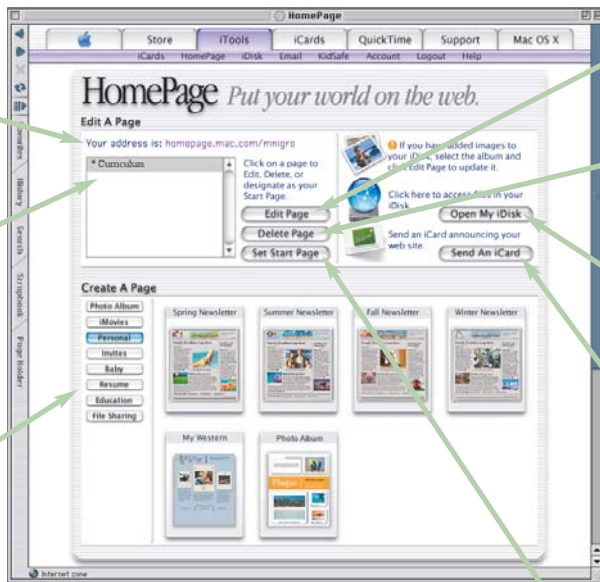 HomePage
Store
iTools
iCards
QuickTime
Support
Mac OS X
iCards HomePage iDisk Email KidSafe Account Logout Help
HomePage Put your world on the web.
Edit A Page
Your address is: homepage.mac.com/mnigro
* Curriculum
Click on a page to
Edit, Delete, or
designate as your
Start Page.
Edit Page
Delete Page
Set Start Page
If you have added images to
your iDisk, select the album and
click Edit Page to update it.
Click here to access files in your
iDisk.
Open My iDisk
Send an iCard announcing your
web site.
Send An iCard
Favorites
History
Search
Scrapbook
Page Holder
Create A Page
Photo Album
iMovies
Personal
Invites
Baby
Resume
Education
File Sharing
Spring Newsletter
Summer Newsletter
Fall Newsletter
Winter Newsletter
My Western
Photo Album
Photos
Internet zone